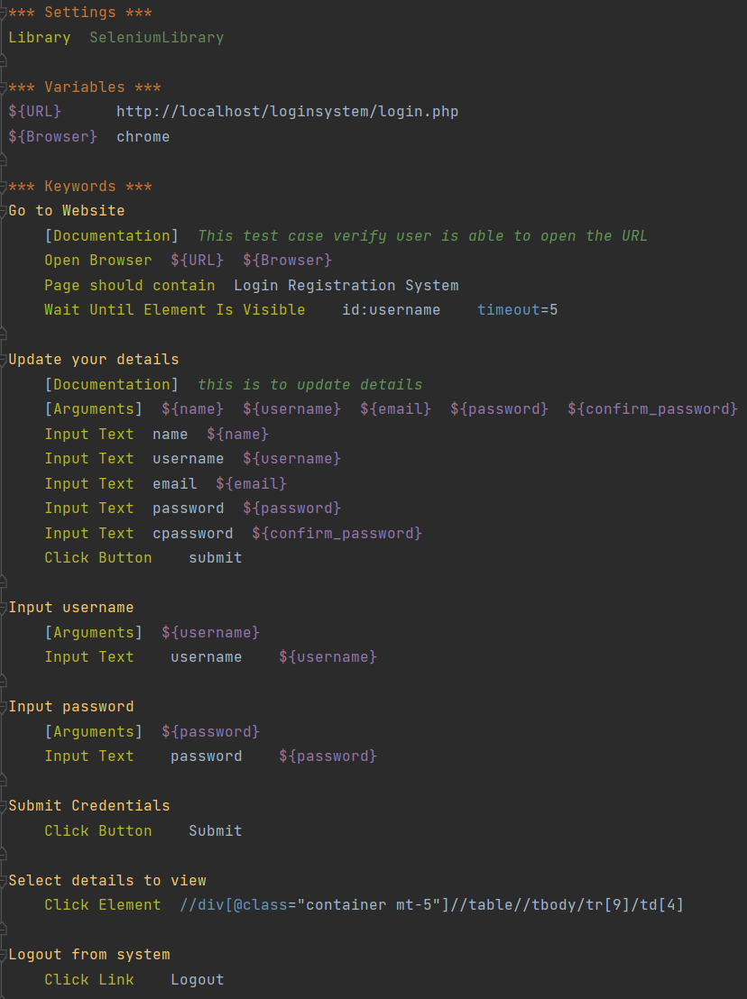 *** Settings ***
Library  SeleniumLibrary
*** Variables ***
${URL}      http://localhost/loginsystem/login.php
${Browser}  chrome
*** Keywords ***
Go to Website
    [Documentation]  This test case verify user is able to open the URL
    Open Browser  ${URL}  ${Browser}
    Page should contain  Login Registration System
    Wait Until Element Is Visible    id:username    timeout=5
Update your details
    [Documentation]  this is to update details
    [Arguments]  ${name}  ${username}  ${email}  ${password}  ${confirm_password}
    Input Text  name  ${name}
    Input Text  username  ${username}
    Input Text  email  ${email}
    Input Text  password  ${password}
    Input Text  cpassword  ${confirm_password}
    Click Button    submit
Input username
    [Arguments]  ${username}
    Input Text    username    ${username}
Input password
    [Arguments]  ${password}
    Input Text    password    ${password}
Submit Credentials
    Click Button    Submit
Select details to view
    Click Element  //div[@class="container mt-5"]//table//tbody/tr[9]/td[4]
Logout from system
    Click Link    Logout